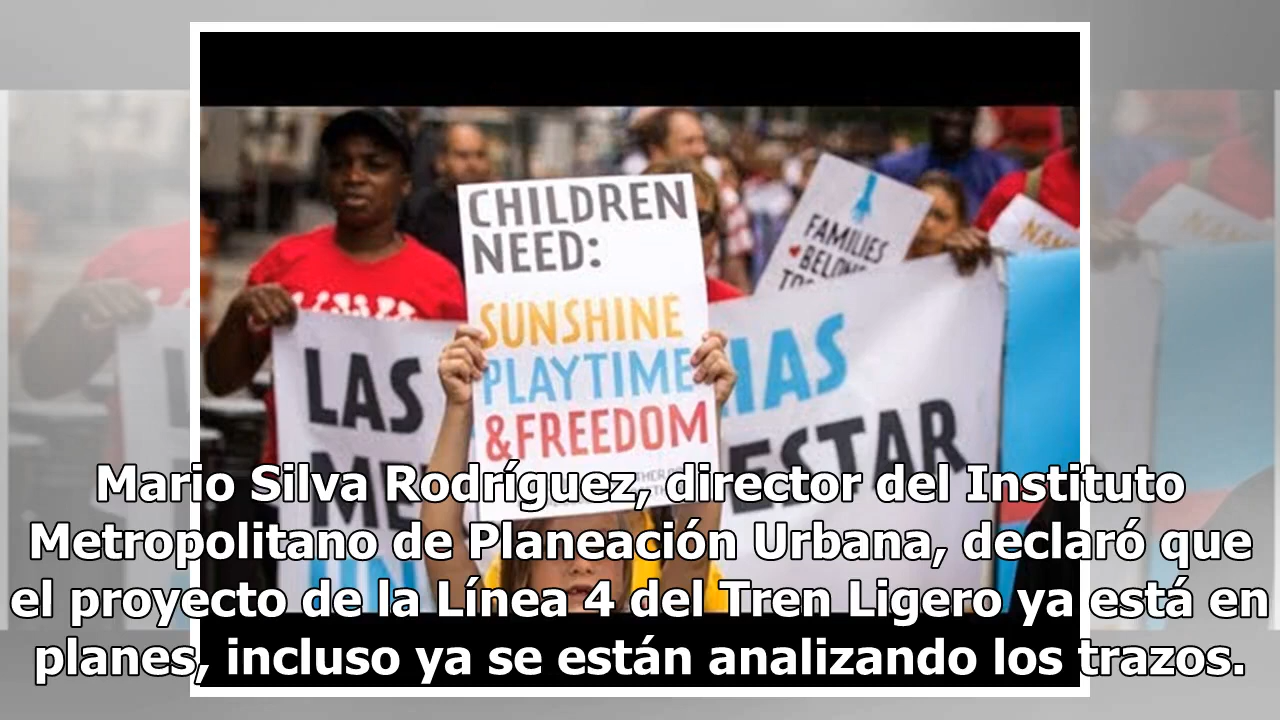 CHILDREN
NEED:
SUNSHINE
PLAYTIME
&FREEDOM
FAMILIES
BELONG
LAS
IAS
ESTAR
Mario Silva Rodríguez, director del Instituto
Metropolitano de Planeación Urbana, declaró que
el proyecto de la Línea 4 del Tren Ligero ya está en
planes, incluso ya se están analizando los trazos.